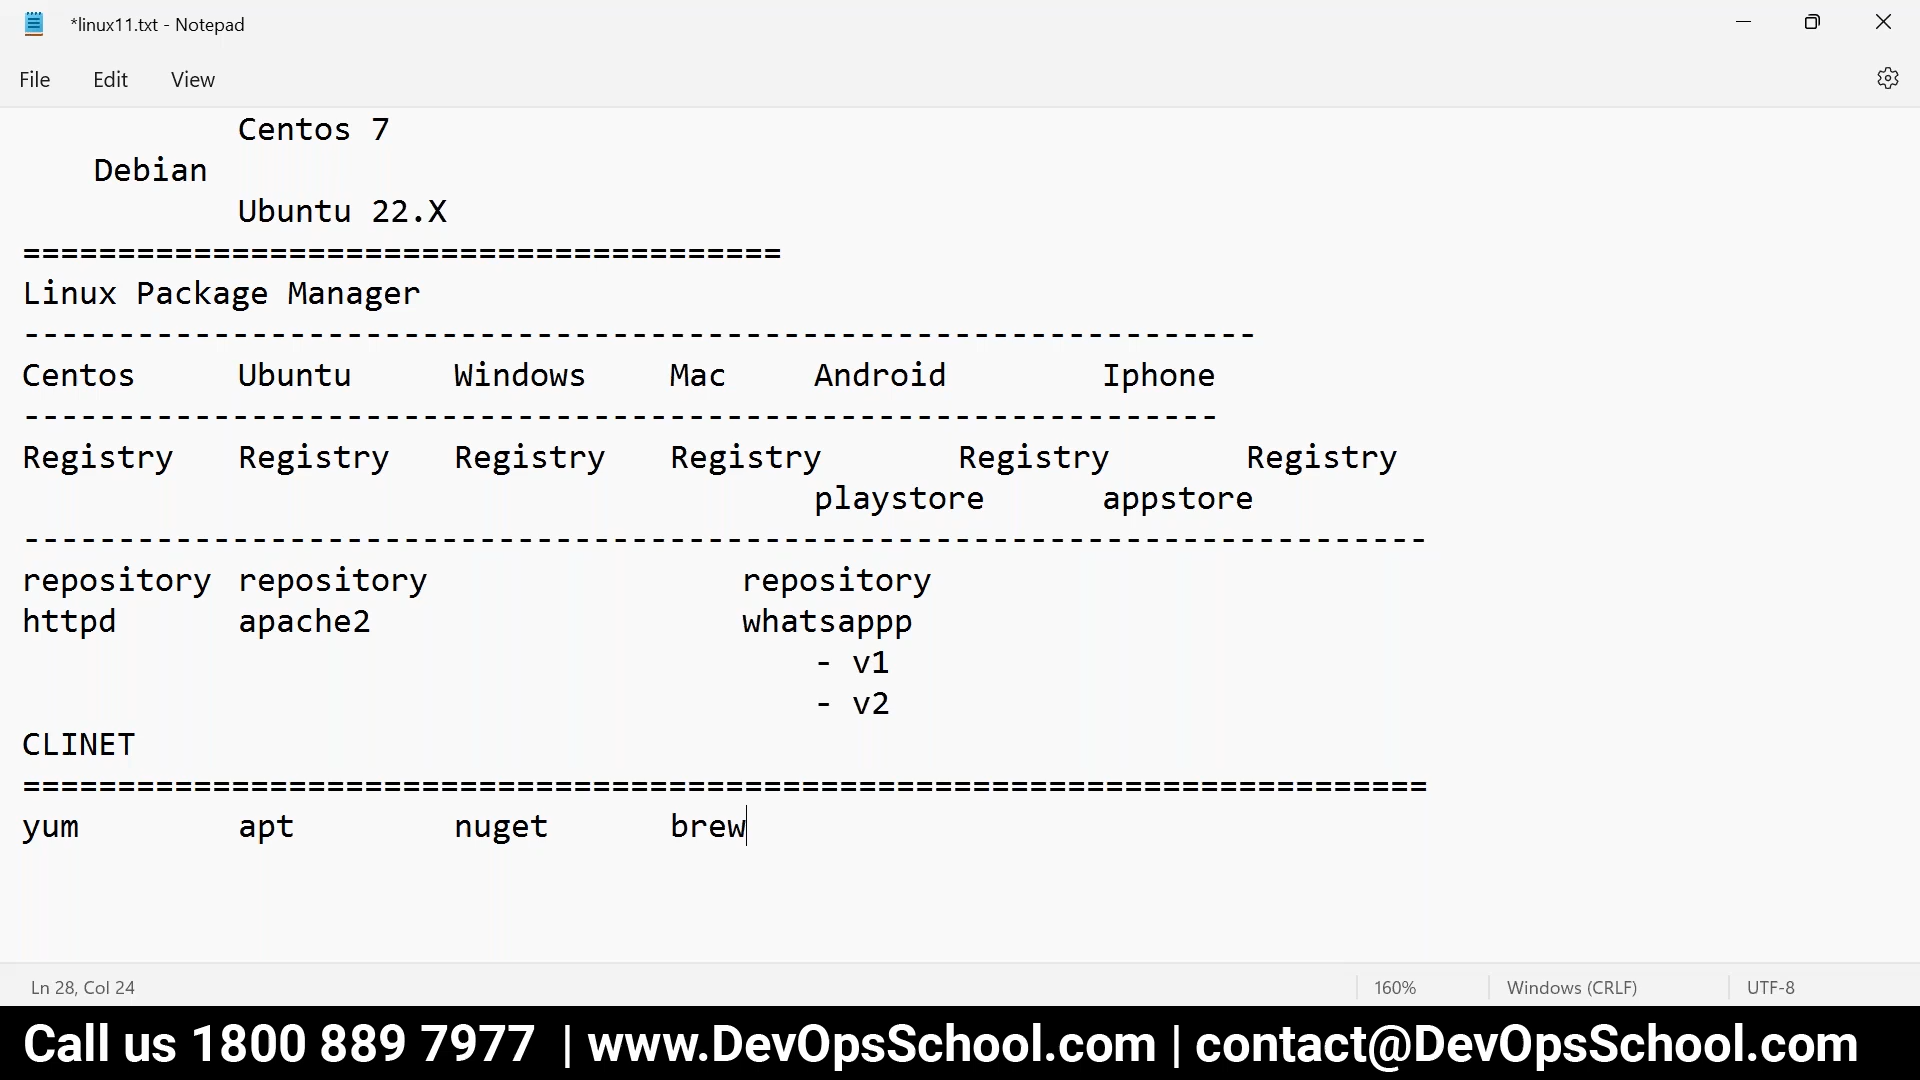 *linux11.txt - Notepad
File Edit View
Centos 7
Debian
Ubuntu 22.X
========================================
Linux Package Manager
-----------------------------------------------------------------
Centos Ubuntu Windows Mac Android Iphone
---------------------------------------------------------------
Registry Registry Registry Registry Registry Registry
playstore appstore
--------------------------------------------------------------------------
repository repository repository
httpd apache2 whatsappp
- v1
- v2
CLINET
==========================================================================
yum apt nuget brew
Ln 28, Col 24 160% Windows (CRLF) UTF-8
Call us 1800 889 7977 | www.DevOpsSchool.com | contact@DevOpsSchool.com